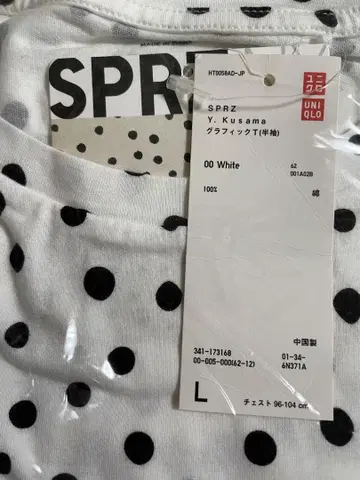 SPRZ
HT0058AD-JP
ユニ
クロ
UNI
QLO
SPRZ
Y. Kusama
グラフィックT(半袖)
00 White
62
001A02B
100%
綿
中国製
341-173168
01-34-
00-005-000(62-12)
6N371A
L
チェスト 96-104 cm